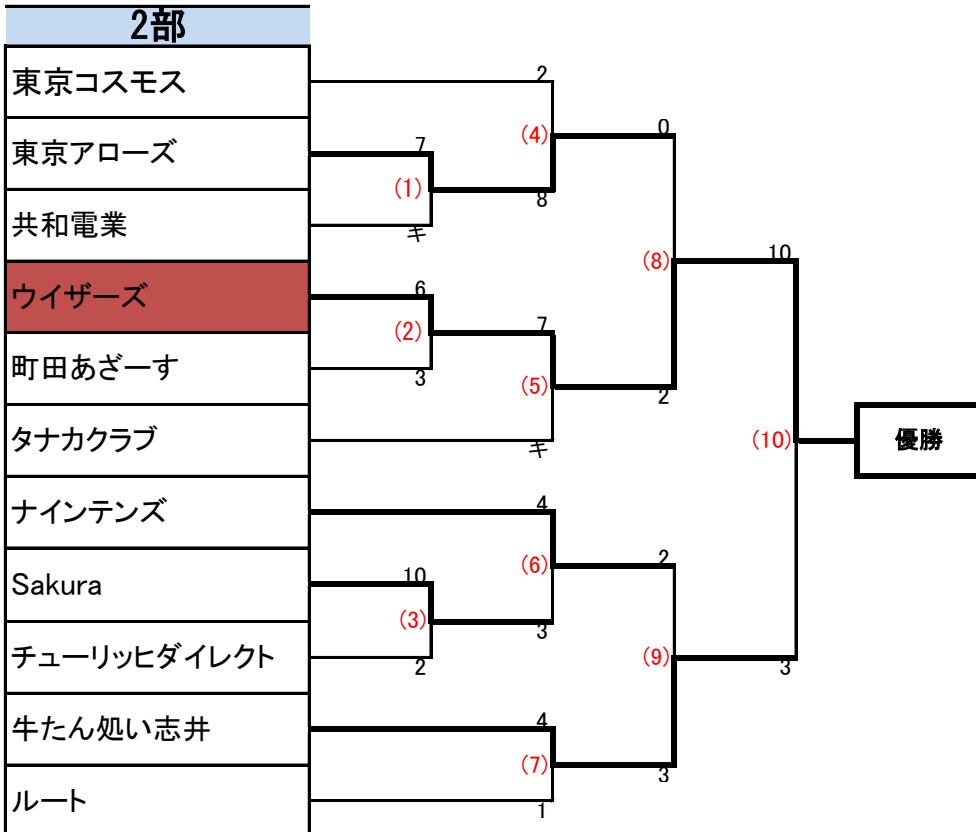 2部
東京コスモス
東京アローズ
共和電業
ウイザーズ
町田あざーす
タナカクラブ
ナインテンズ
Sakura
チューリッヒダイレクト
牛たん処い志井
ルート
7
(1)
キ
6
(2)
3
10
(3)
2
2
(4)
8
7
(5)
キ
4
(6)
3
4
(7)
1
0
(8)
2
2
(9)
3
10
(10)
3
優勝